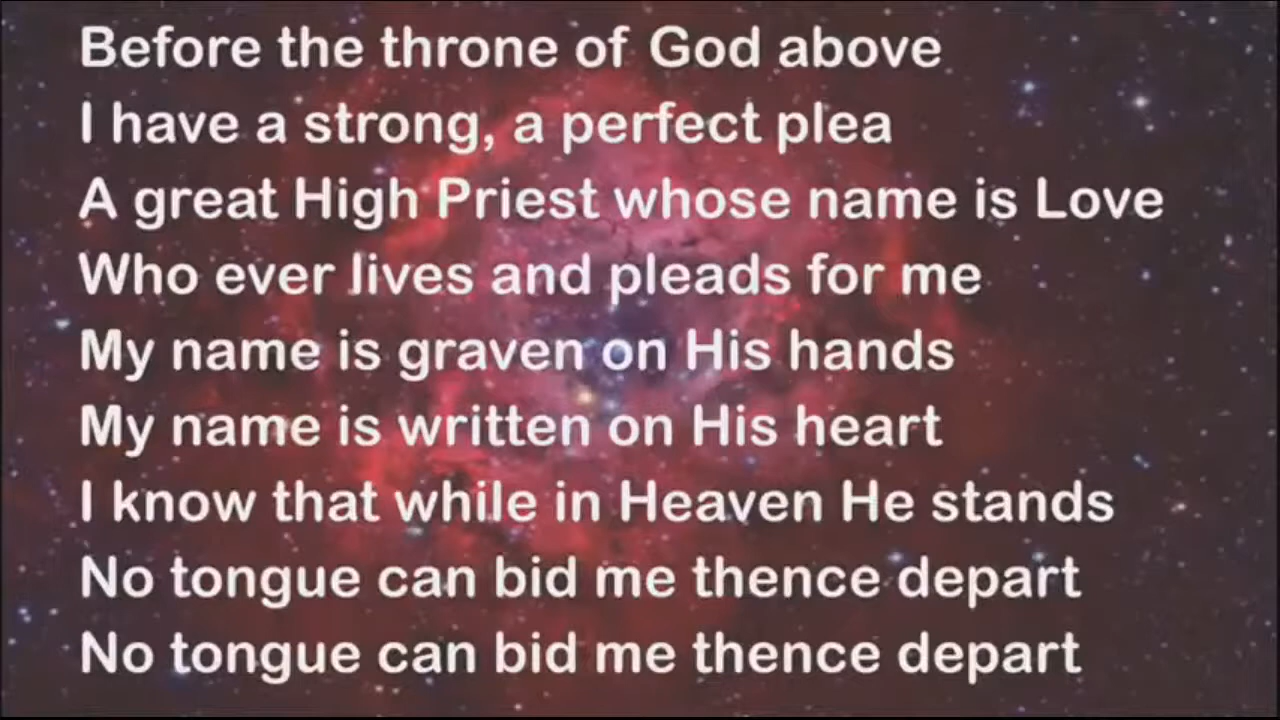 Before the throne of God above
I have a strong, a perfect plea
A great High Priest whose name is Love
Who ever lives and pleads for me
My name is graven on His hands
My name is written on His heart
I know that while in Heaven He stands
No tongue can bid me thence depart
No tongue can bid me thence depart